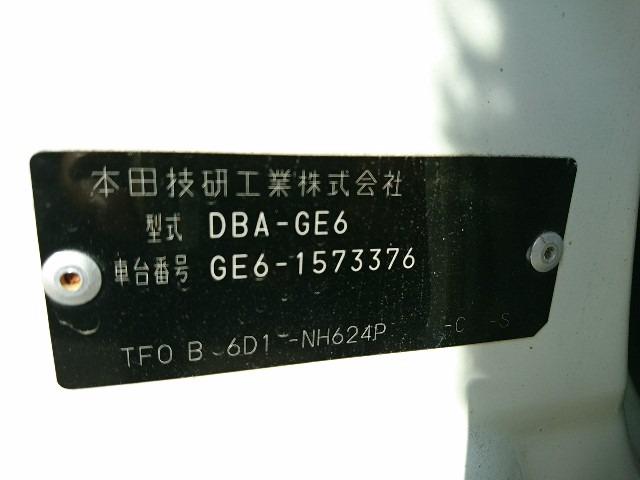 本田技研工業株式会社
型式 DBA-GE6
車台番号 GE6-1573376
TF0 B 6D1 -NH624P -C -S